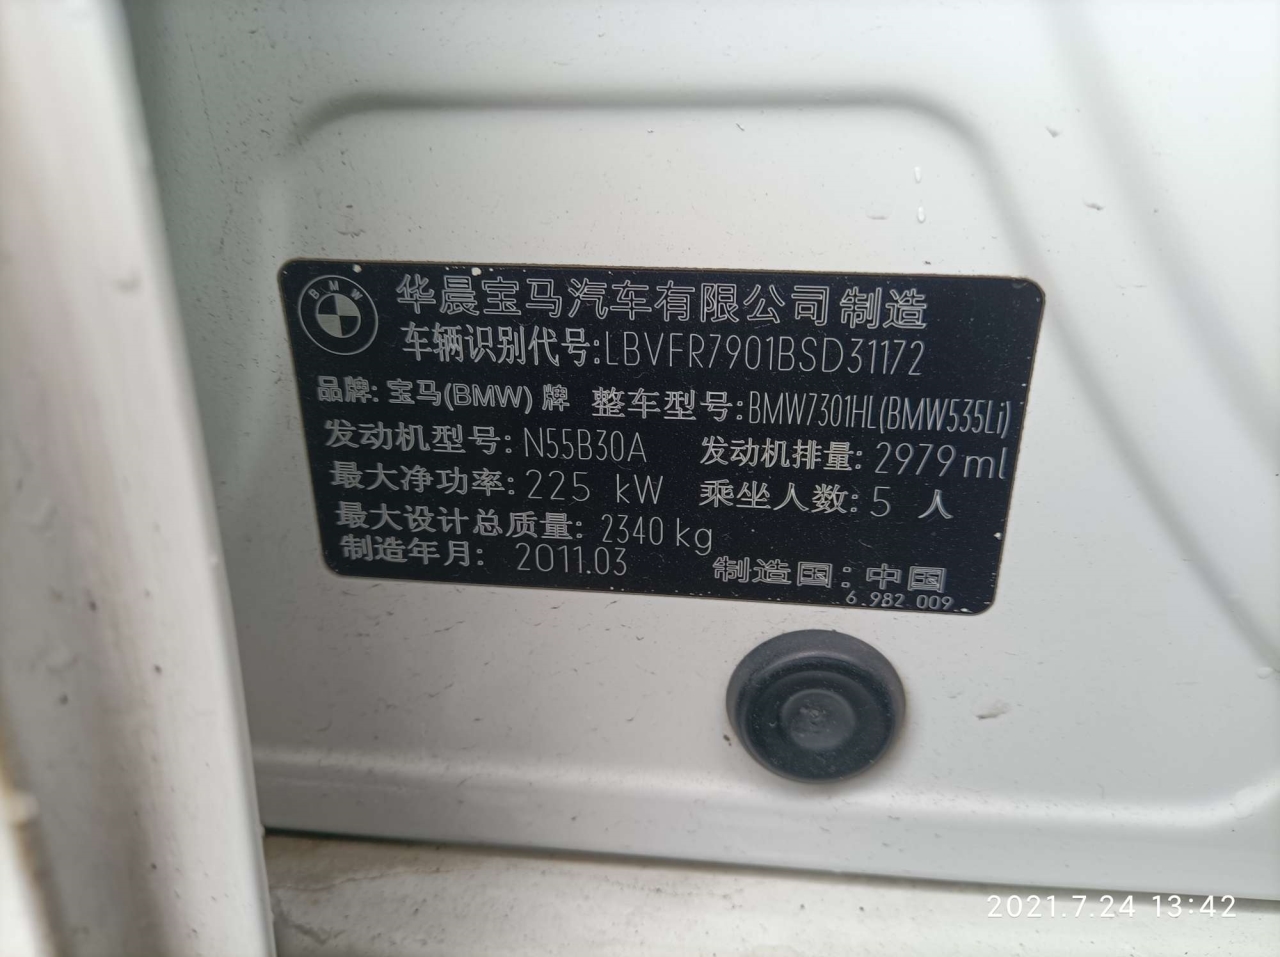 BMW
华晨宝马汽车有限公司制造
车辆识别代号:LBVFR7901BSD31172
品牌:宝马(BMW)牌 整车型号:BMW7301HL(BMW535Li)
发动机型号:N55B30A 发动机排量:2979ml
最大净功率:225 kW 乘坐人数:5 人
最大设计总质量:2340kg
制造年月:2011.03 制造国:中国
6 982 009
2021.7.24 13:42